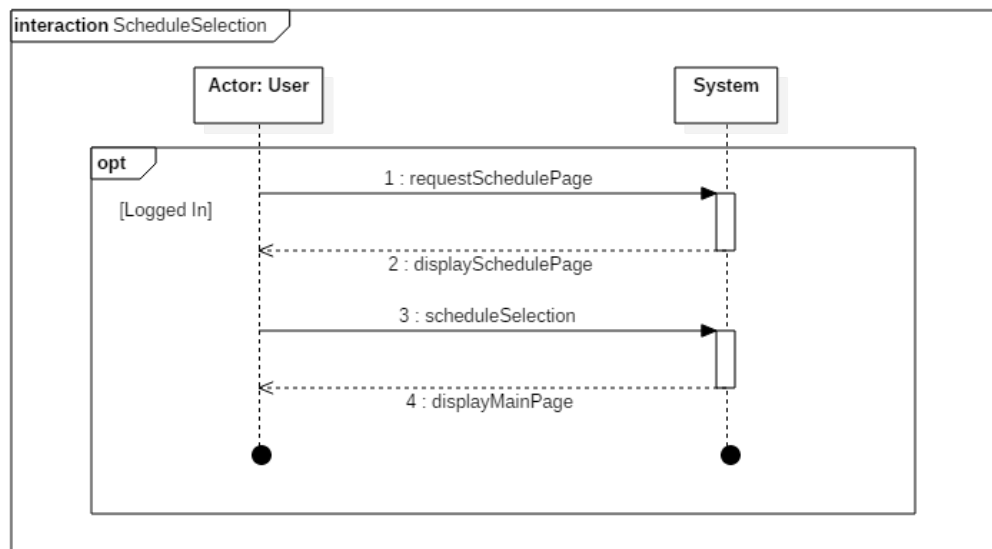 interaction ScheduleSelection
Actor: User
System
opt
1 : requestSchedulePage
[Logged In]
2 : displaySchedulePage
3 : scheduleSelection
4 : displayMainPage